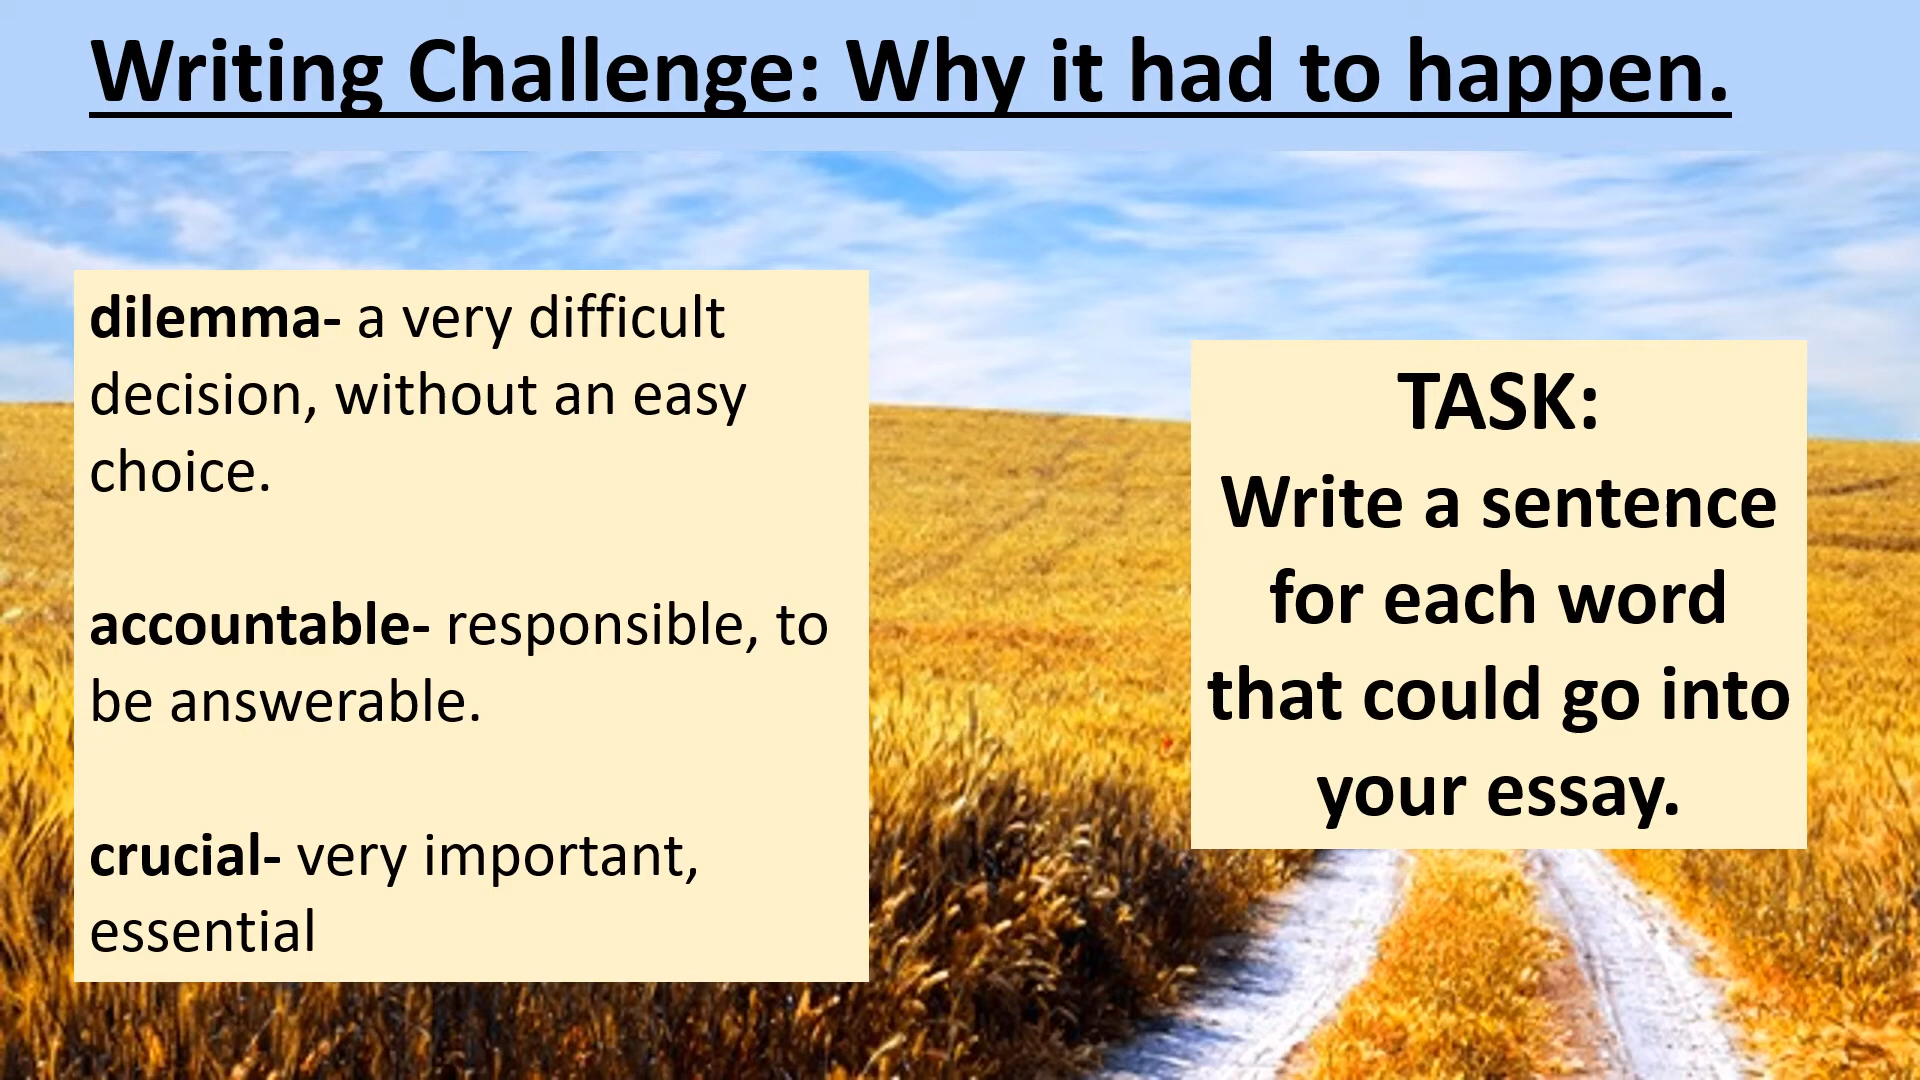 Writing Challenge: Why it had to happen.
dilemma- a very difficult
decision, without an easy
choice.
accountable- responsible, to
be answerable.
crucial- very important,
essential
TASK:
Write a sentence
for each word
that could go into
your essay.